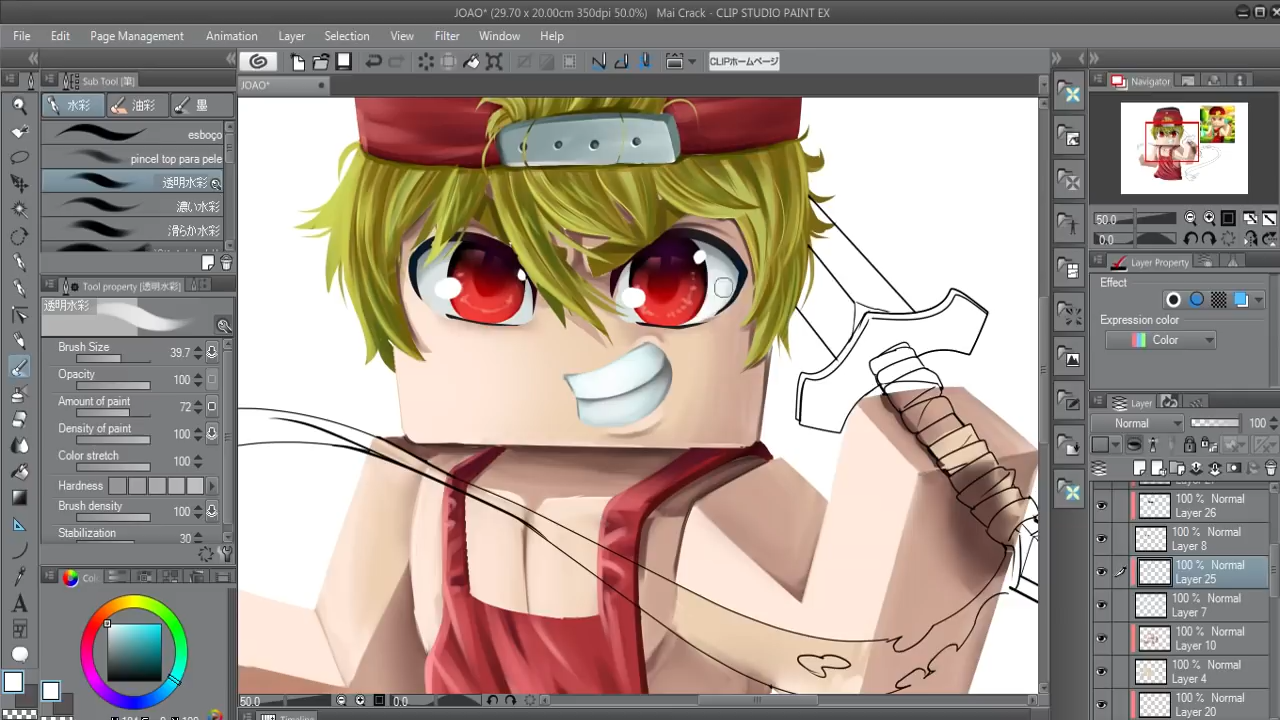 JOAO* (29.70 x 20.00cm 350dpi 50.0%) Mai Crack - CLIP STUDIO PAINT EX
File Edit Page Management Animation Layer Selection View Filter Window Help
CLIPホームページ
JOAO*
Sub Tool [筆]
水彩 油彩 墨
esboço
pincel top para pele
透明水彩
濃い水彩
滑らか水彩
Tool property [透明水彩]
透明水彩
Brush Size 39.7
Opacity 100
Amount of paint 72
Density of paint 100
Color stretch 100
Hardness
Brush density 100
Stabilization 30
Navigator
50.0
0.0
Layer Property
Effect
Expression color
Color
Layer
Normal 100
100 % Normal
Layer 26
100 % Normal
Layer 8
100 % Normal
Layer 25
100 % Normal
Layer 7
100 % Normal
Layer 10
100 % Normal
Layer 4
100 % Normal
Layer 20
50.0 0.0